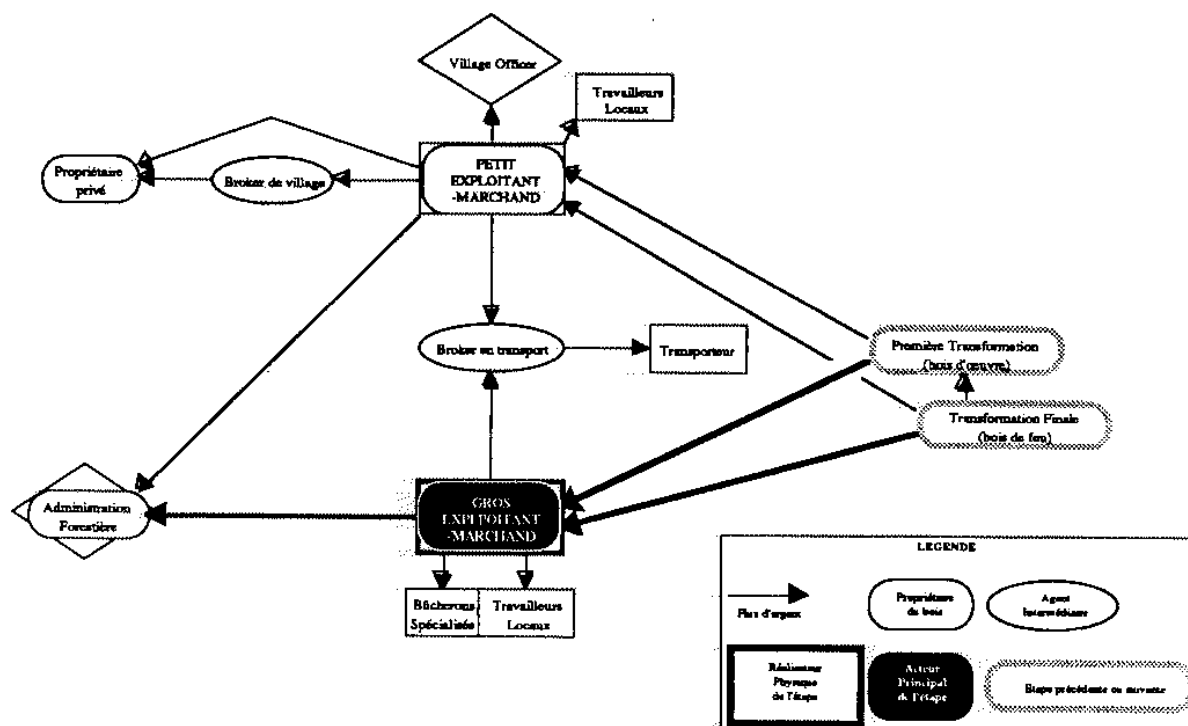 Village Officer
Travailleurs
Locaux
PETIT
EXPLOITANT
-MARCHAND
Propriétaire
privé
Broker de village
Broker en transport
Transporteur
Première Transformation
(bois d'œuvre)
Transformation Finale
(bois de feu)
Administration
Forestière
GROS
EXPLPOITANT
-MARCHAND
Bûcherons
Spécialisés
Travailleurs
Locaux
LEGENDE
Flux d'argent
Propriétaire
du bois
Agent
Intermédiaire
Réalisateur
Physique
de l'étape
Acteur
Principal
de l'étape
Etape précédente ou suivante